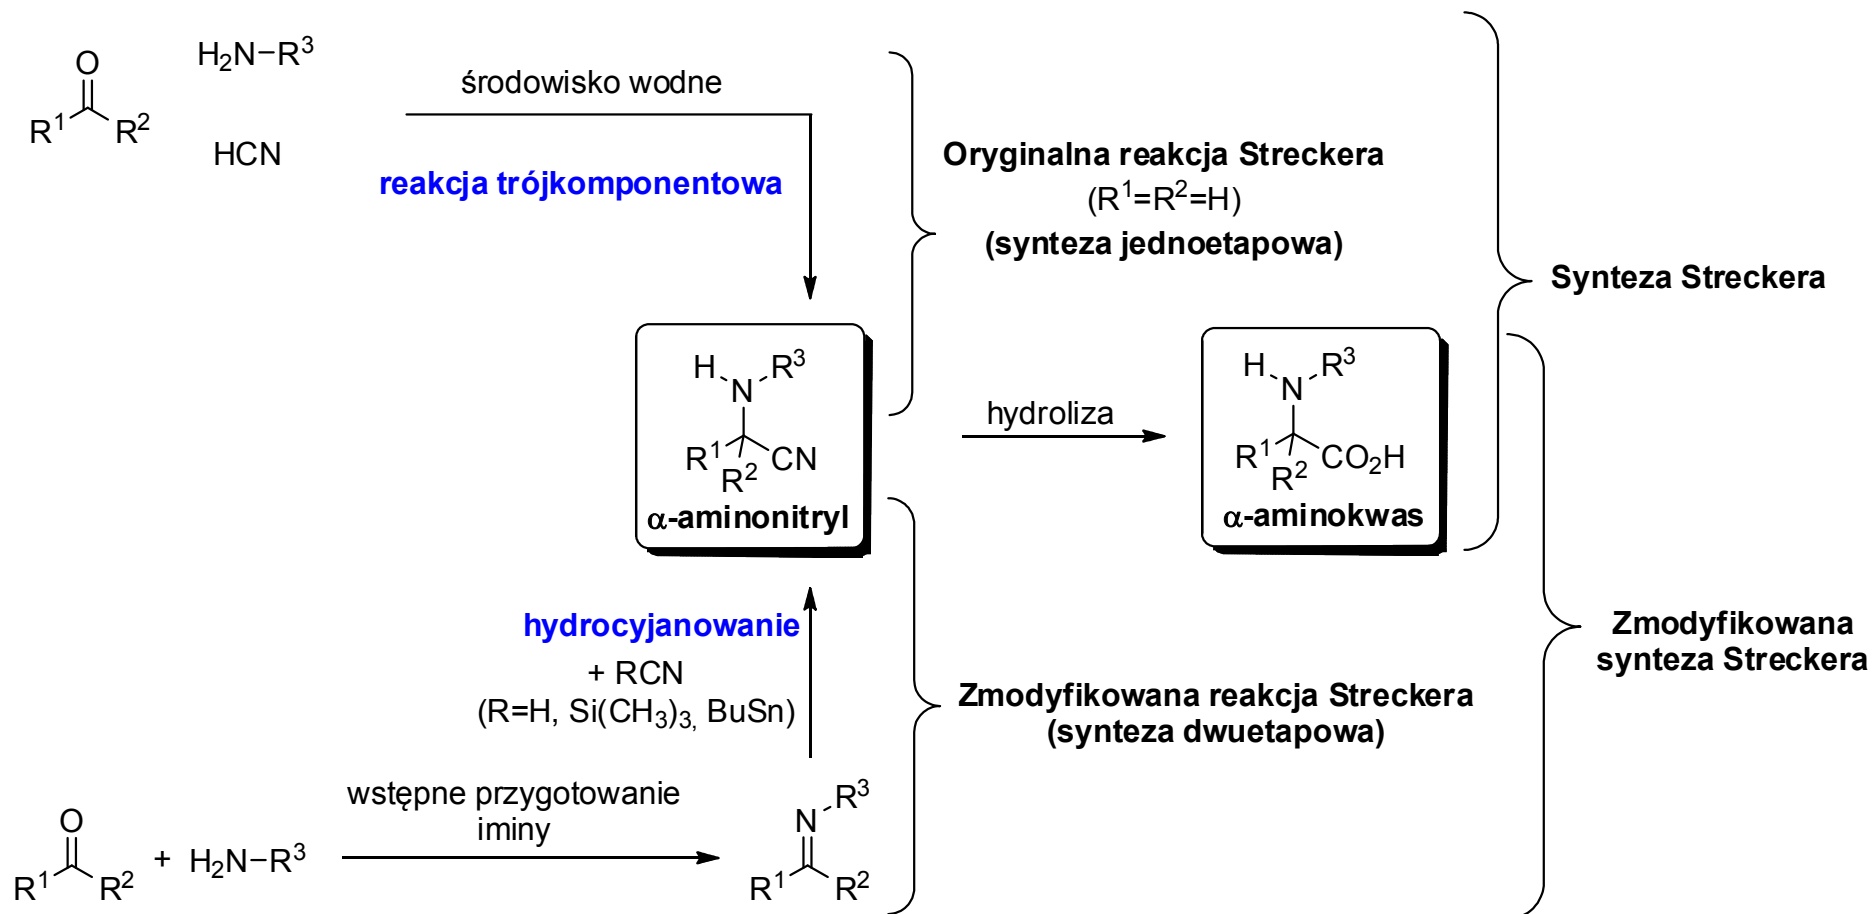 O
R¹
R²
H₂N–R³
HCN
środowisko wodne
reakcja trójkomponentowa
Oryginalna reakcja Streckera
(R¹=R²=H)
(synteza jednoetapowa)
Synteza Streckera
H
N
R³
R¹
R²
CN
α-aminonitryl
hydroliza
H
N
R³
R¹
R²
CO₂H
α-aminokwas
hydrocyjanowanie
+ RCN
(R=H, Si(CH₃)₃, BuSn)
Zmodyfikowana reakcja Streckera
(synteza dwuetapowa)
Zmodyfikowana
synteza Streckera
O
R¹
R²
+ H₂N–R³
wstępne przygotowanie
iminy
N
R³
R¹
R²